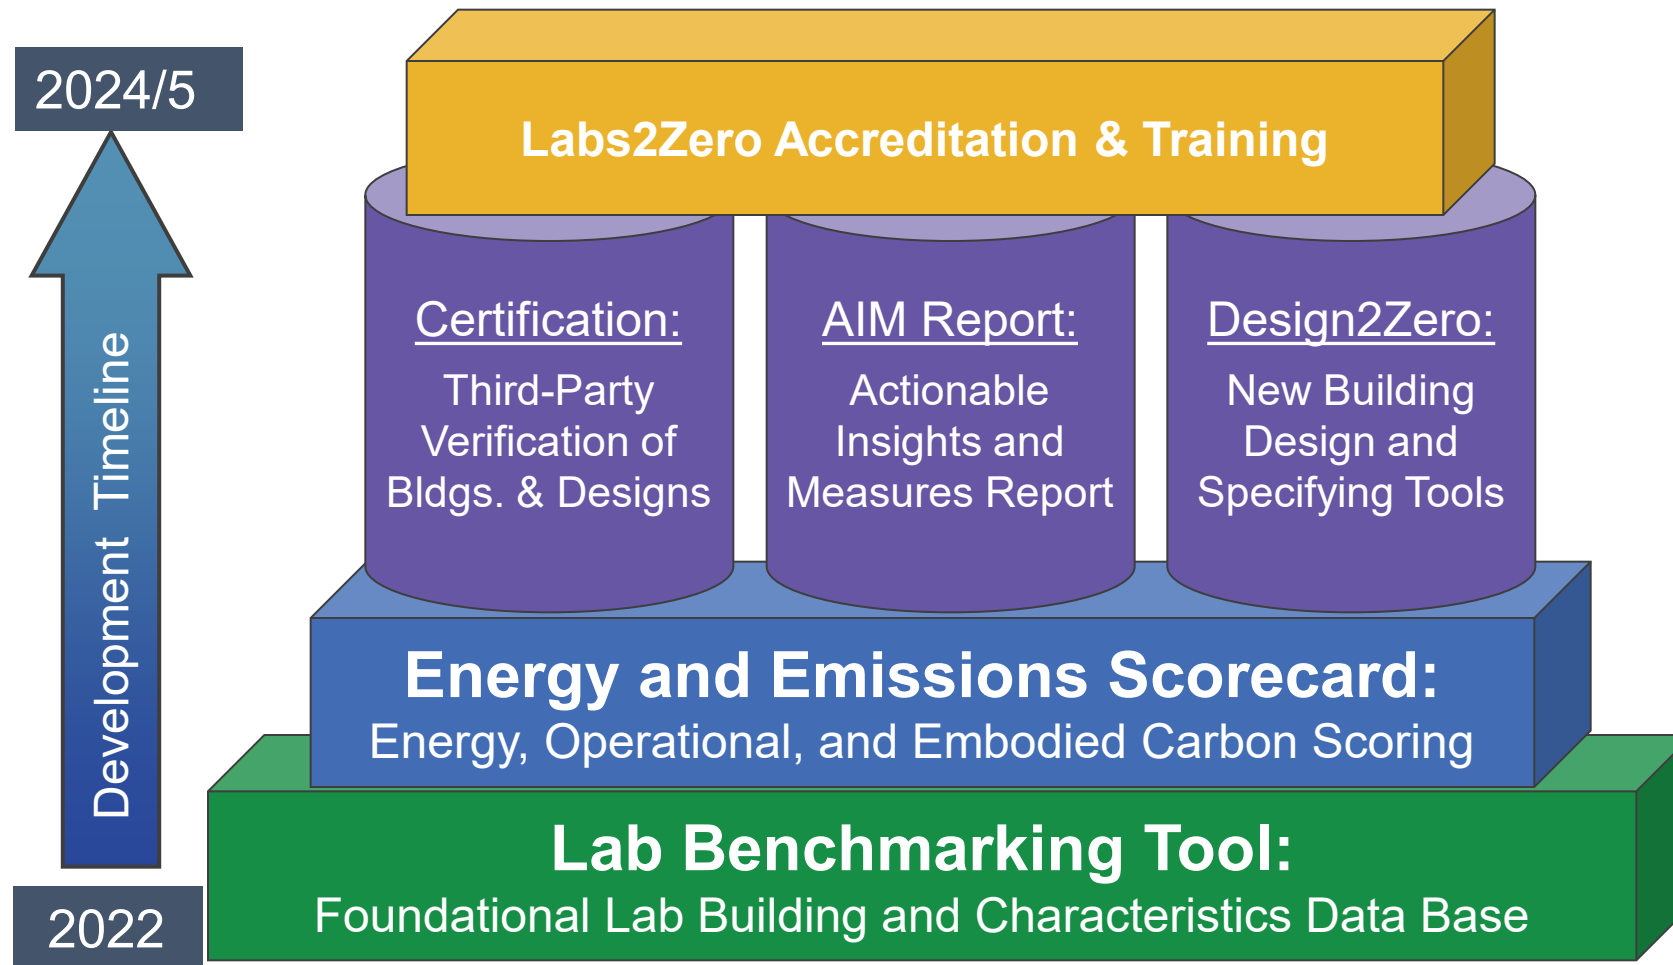 2024/5
Labs2Zero Accreditation & Training
Certification:
Third-Party
Verification of
Bldgs. & Designs
AIM Report:
Actionable
Insights and
Measures Report
Design2Zero:
New Building
Design and
Specifying Tools
Development Timeline
Energy and Emissions Scorecard:
Energy, Operational, and Embodied Carbon Scoring
Lab Benchmarking Tool:
Foundational Lab Building and Characteristics Data Base
2022